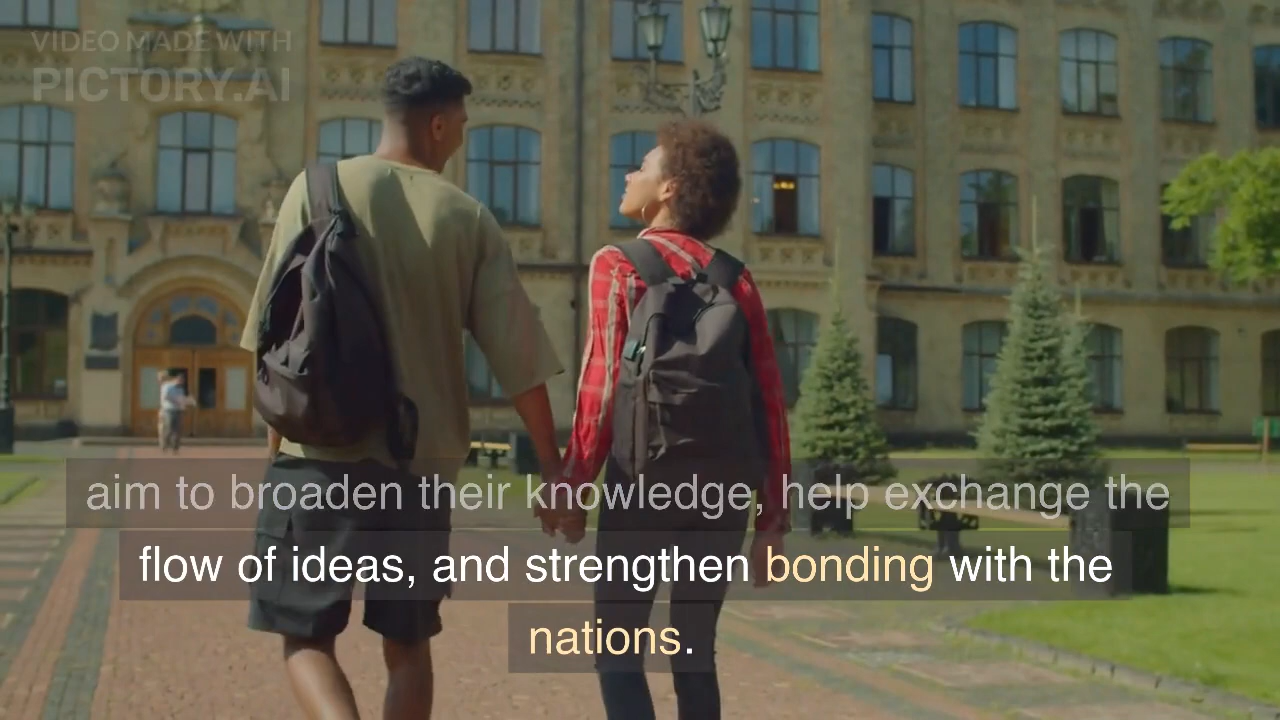 VIDEO MADE WITH
PICTORY.AI
aim to broaden their knowledge, help exchange the
flow of ideas, and strengthen bonding with the
nations.